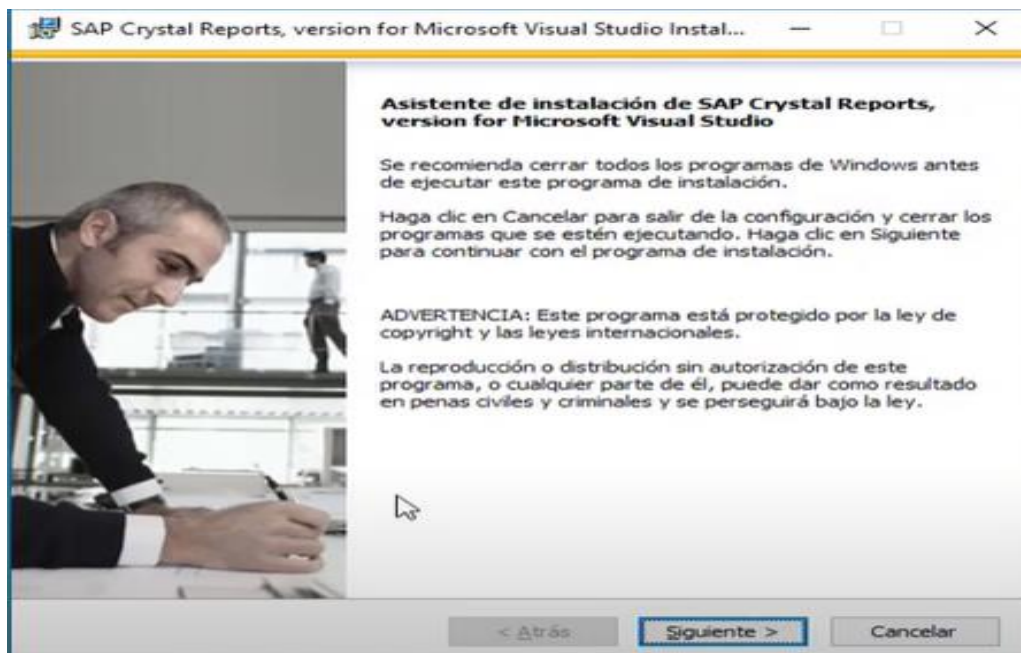 SAP Crystal Reports, version for Microsoft Visual Studio Instal...
Asistente de instalación de SAP Crystal Reports,
version for Microsoft Visual Studio
Se recomienda cerrar todos los programas de Windows antes
de ejecutar este programa de instalación.
Haga clic en Cancelar para salir de la configuración y cerrar los
programas que se estén ejecutando. Haga clic en Siguiente
para continuar con el programa de instalación.
ADVERTENCIA: Este programa está protegido por la ley de
copyright y las leyes internacionales.
La reproducción o distribución sin autorización de este
programa, o cualquier parte de él, puede dar como resultado
en penas civiles y criminales y se perseguirá bajo la ley.
< Atrás
Siguiente >
Cancelar